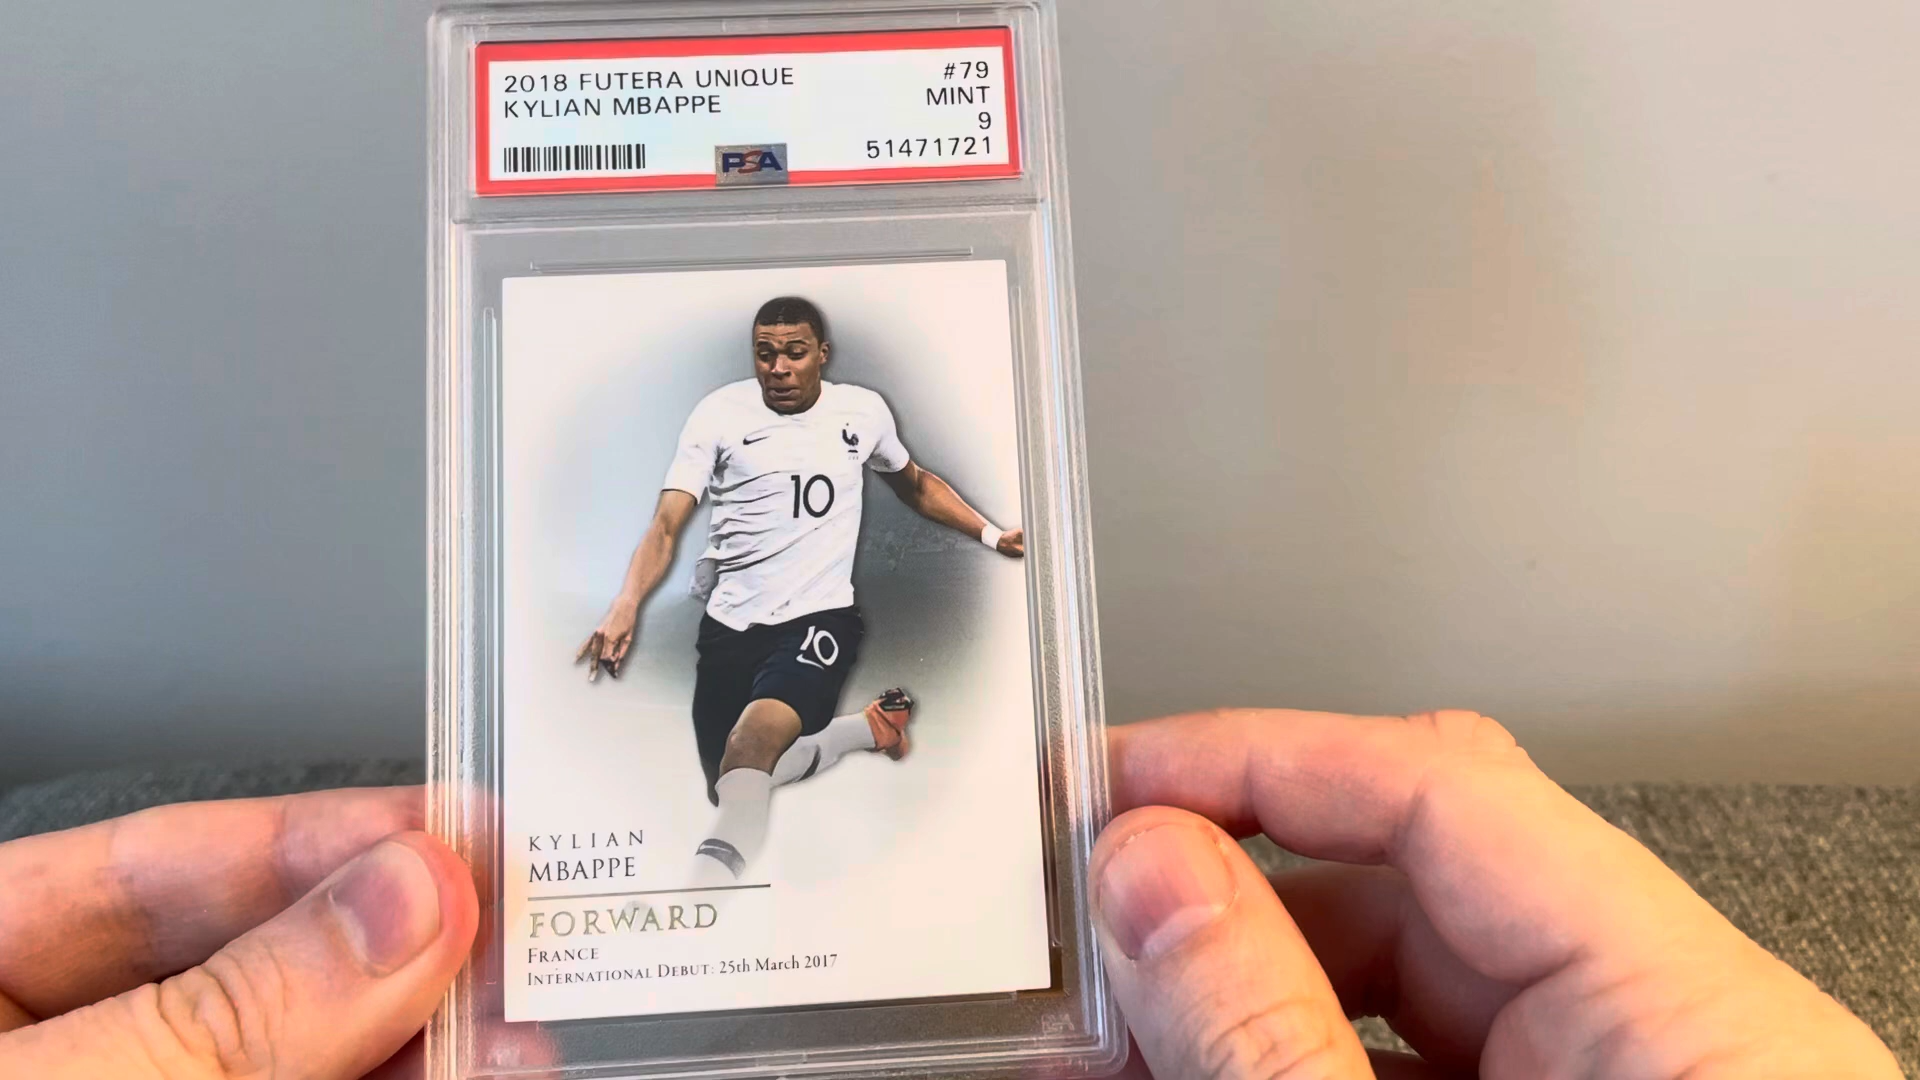 2018 FUTERA UNIQUE #79
KYLIAN MBAPPE MINT
9
PSA 51471721
10
10
KYLIAN
MBAPPE
FORWARD
FRANCE
INTERNATIONAL DEBUT: 25th March 2017